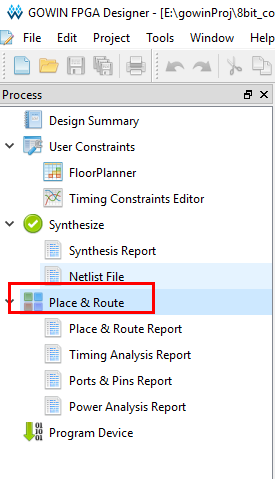 GOWIN FPGA Designer - [E:\gowinProj\8bit_co
File Edit Project Tools Window
Process
Design Summary
User Constraints
FloorPlanner
Timing Constraints Editor
Synthesize
Synthesis Report
Netlist File
Place & Route
Place & Route Report
Timing Analysis Report
Ports & Pins Report
Power Analysis Report
Program Device